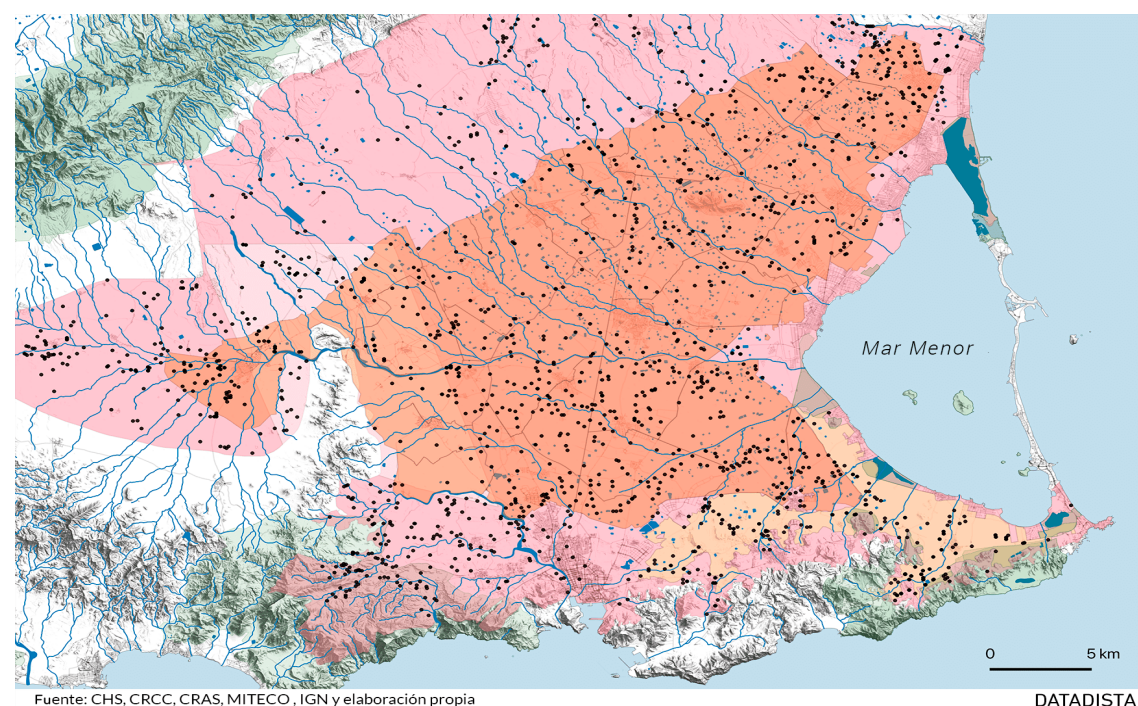 Mar Menor
0 5 km
Fuente: CHS, CRCC, CRAS, MITECO , IGN y elaboración propia
DATADISTA